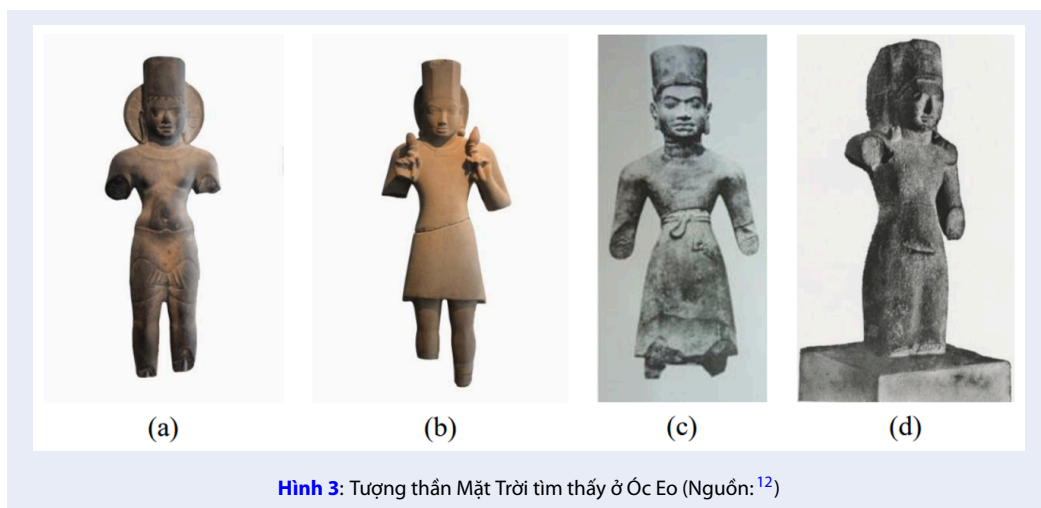 (a) (b) (c) (d)
Hình 3: Tượng thần Mặt Trời tìm thấy ở Óc Eo (Nguồn: 12)